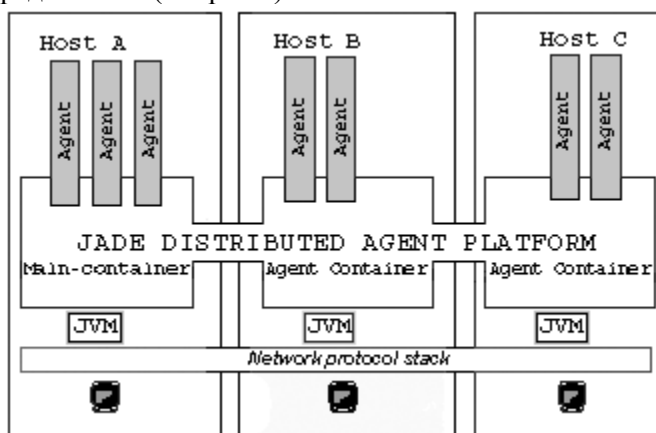 Host A
Host B
Host C
Agent
Agent
Agent
Agent
Agent
Agent
Agent
JADE DISTRIBUTED AGENT PLATFORM
Main-container
Agent Container
Agent Container
JVM
JVM
JVM
Network protocol stack